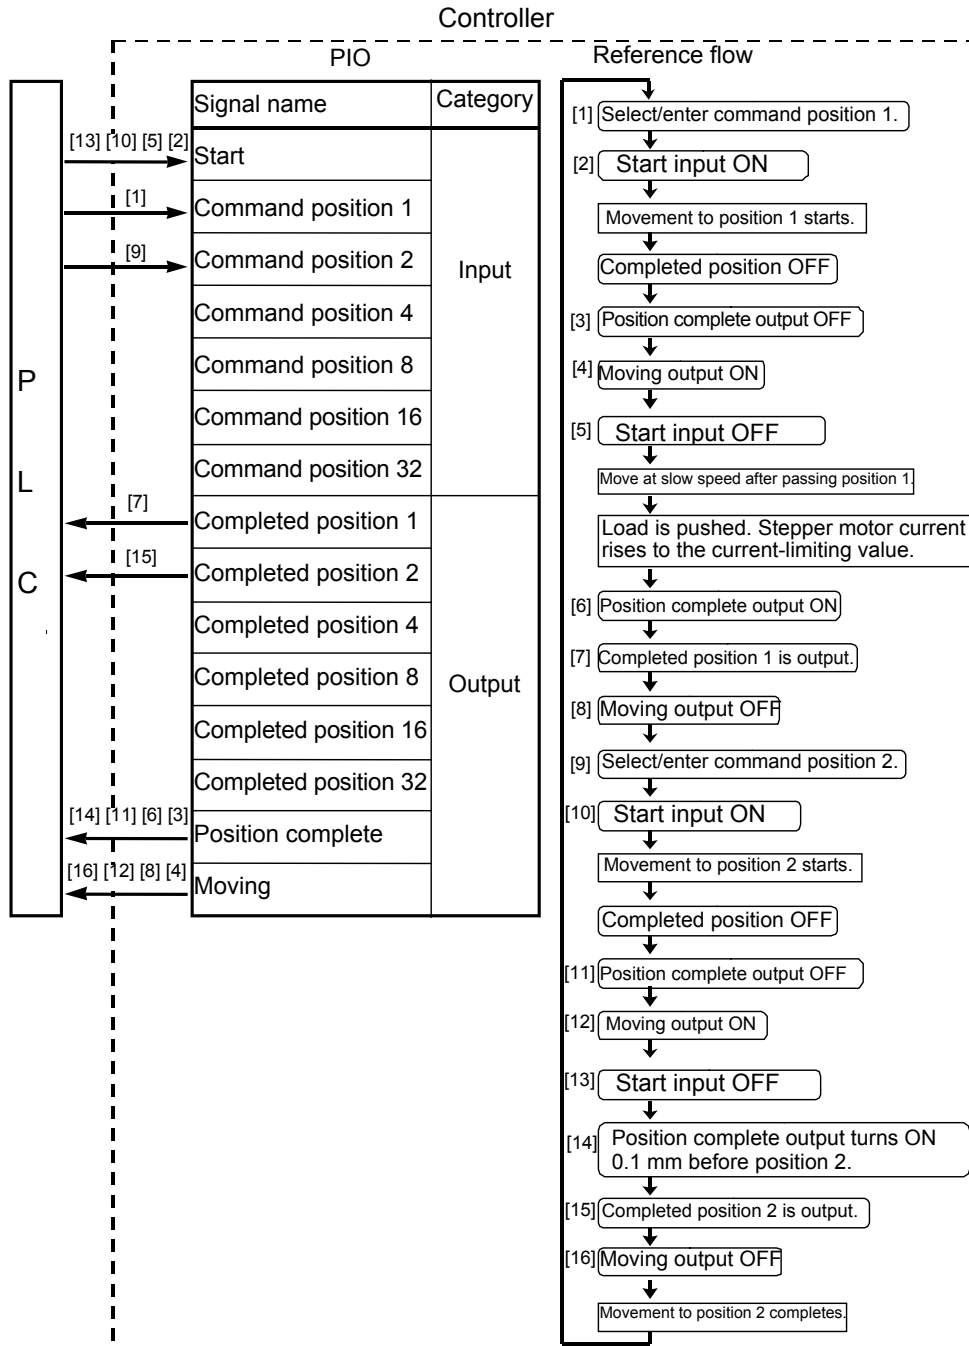 Controller
PIO
Reference flow
Signal name
Category
[13] [10] [5] [2]
Start
[1]
Command position 1
[9]
Command position 2
Input
Command position 4
Command position 8
Command position 16
Command position 32
P
L
C
[7]
Completed position 1
[15]
Completed position 2
Completed position 4
Completed position 8
Output
Completed position 16
Completed position 32
[14] [11] [6] [3]
Position complete
[16] [12] [8] [4]
Moving
[1] Select/enter command position 1.
[2] Start input ON
Movement to position 1 starts.
Completed position OFF
[3] Position complete output OFF
[4] Moving output ON
[5] Start input OFF
Move at slow speed after passing position 1.
Load is pushed. Stepper motor current
rises to the current-limiting value.
[6] Position complete output ON
[7] Completed position 1 is output.
[8] Moving output OFF
[9] Select/enter command position 2.
[10] Start input ON
Movement to position 2 starts.
Completed position OFF
[11] Position complete output OFF
[12] Moving output ON
[13] Start input OFF
[14] Position complete output turns ON
0.1 mm before position 2.
[15] Completed position 2 is output.
[16] Moving output OFF
Movement to position 2 completes.